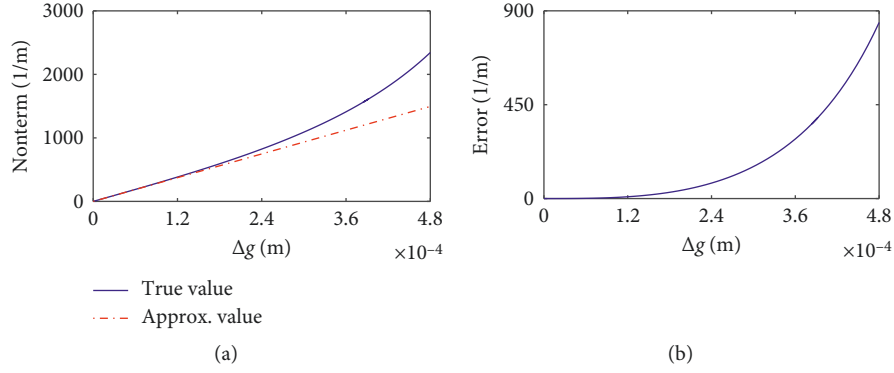 3000
2000
1000
0
Nonterm (1/m)
0
1.2
2.4
3.6
4.8
Δg (m)
×10⁻⁴
True value
Approx. value
(a)
900
450
0
Error (1/m)
0
1.2
2.4
3.6
4.8
Δg (m)
×10⁻⁴
(b)